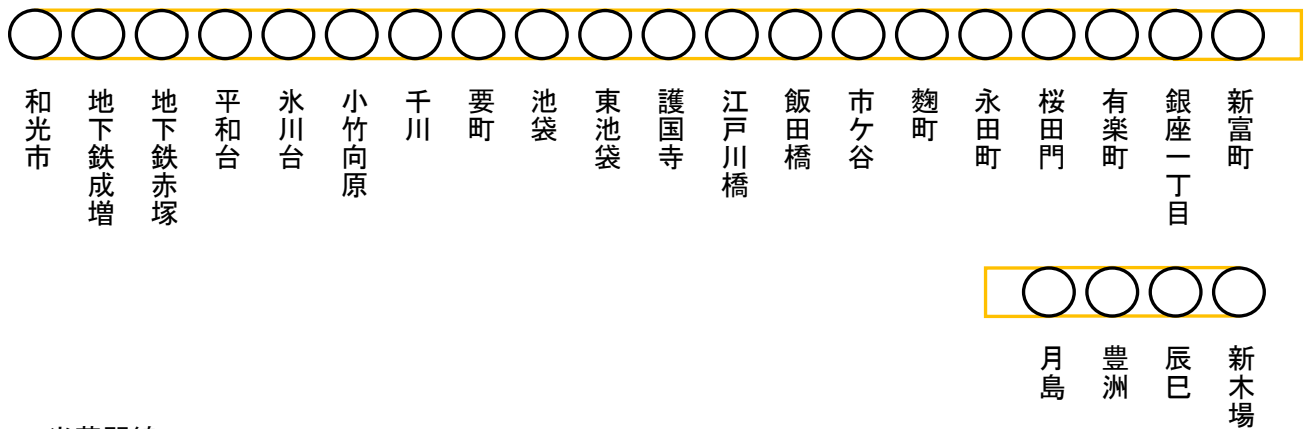 和光市
地下鉄成増
地下鉄赤塚
平和台
氷川台
小竹向原
千川
要町
池袋
東池袋
護国寺
江戸川橋
飯田橋
市ケ谷
麴町
永田町
桜田門
有楽町
銀座一丁目
新富町
月島
豊洲
辰巳
新木場